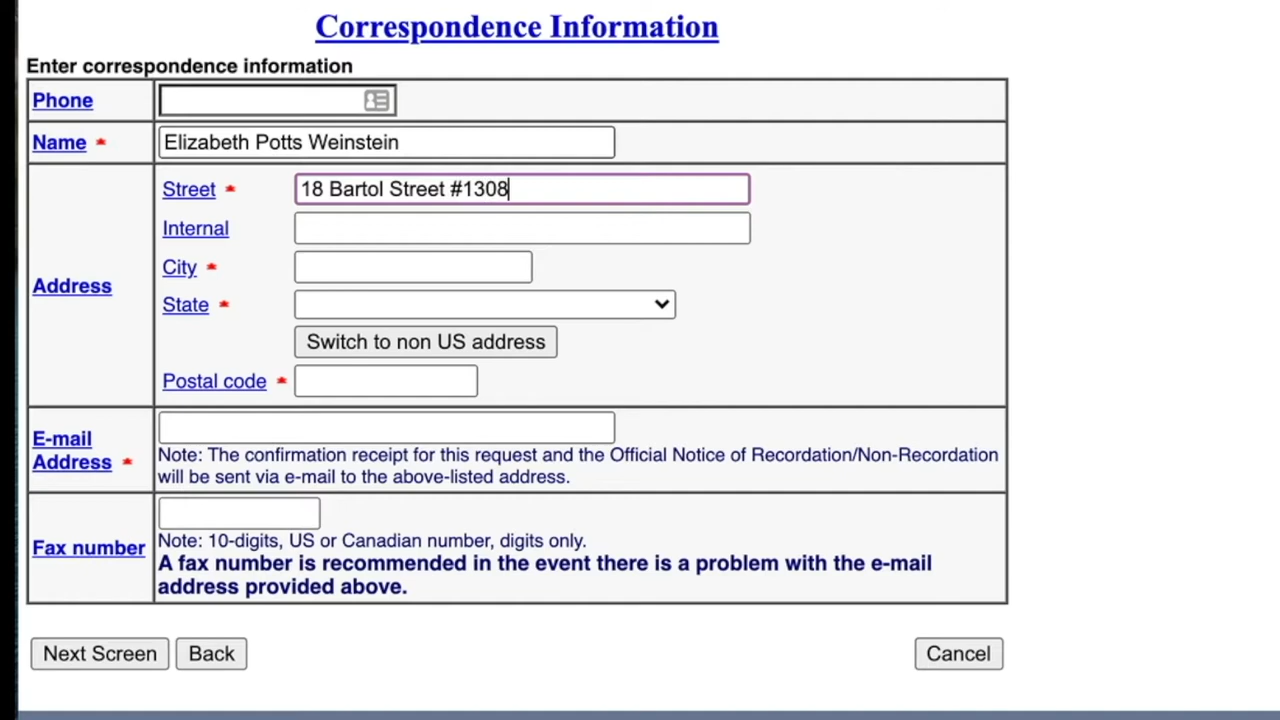 Correspondence Information
Enter correspondence information
Phone
Name * Elizabeth Potts Weinstein
Address
Street * 18 Bartol Street #1308
Internal
City *
State *
Switch to non US address
Postal code *
E-mail
Address *
Note: The confirmation receipt for this request and the Official Notice of Recordation/Non-Recordation
will be sent via e-mail to the above-listed address.
Fax number
Note: 10-digits, US or Canadian number, digits only.
A fax number is recommended in the event there is a problem with the e-mail
address provided above.
Next Screen Back Cancel